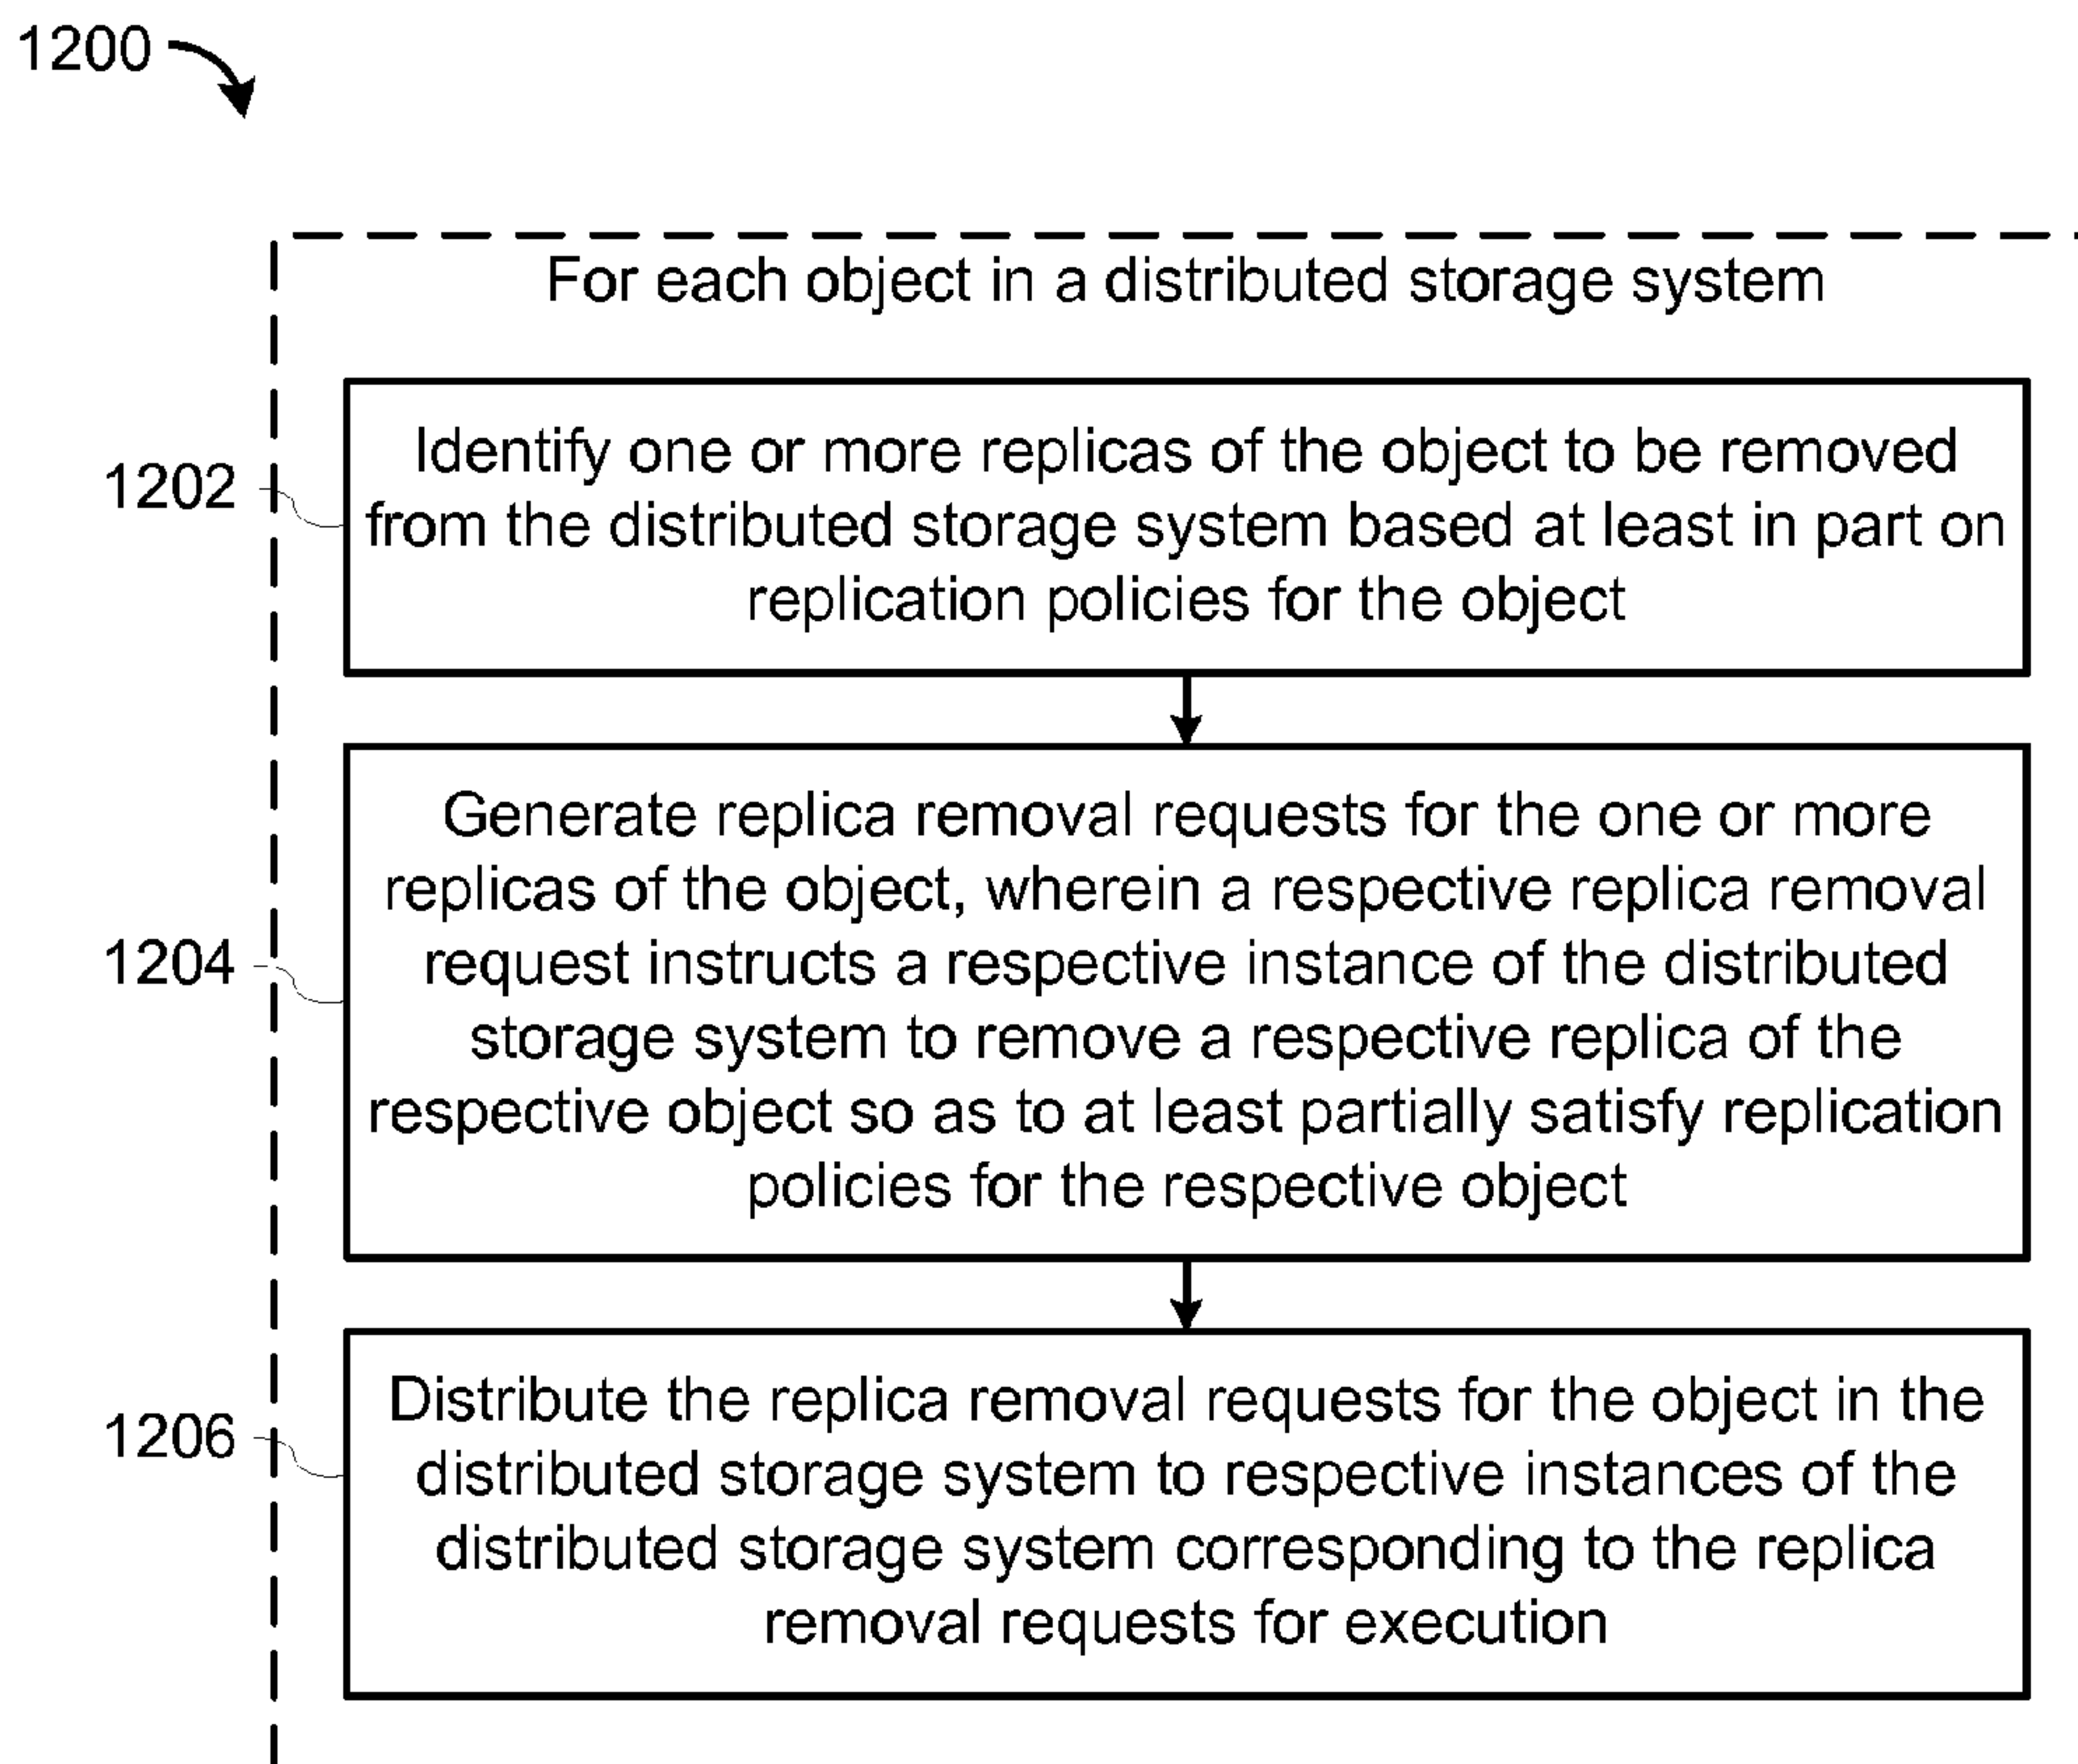 1200
For each object in a distributed storage system
1202
Identify one or more replicas of the object to be removed
from the distributed storage system based at least in part on
replication policies for the object
1204
Generate replica removal requests for the one or more
replicas of the object, wherein a respective replica removal
request instructs a respective instance of the distributed
storage system to remove a respective replica of the
respective object so as to at least partially satisfy replication
policies for the respective object
1206
Distribute the replica removal requests for the object in the
distributed storage system to respective instances of the
distributed storage system corresponding to the replica
removal requests for execution